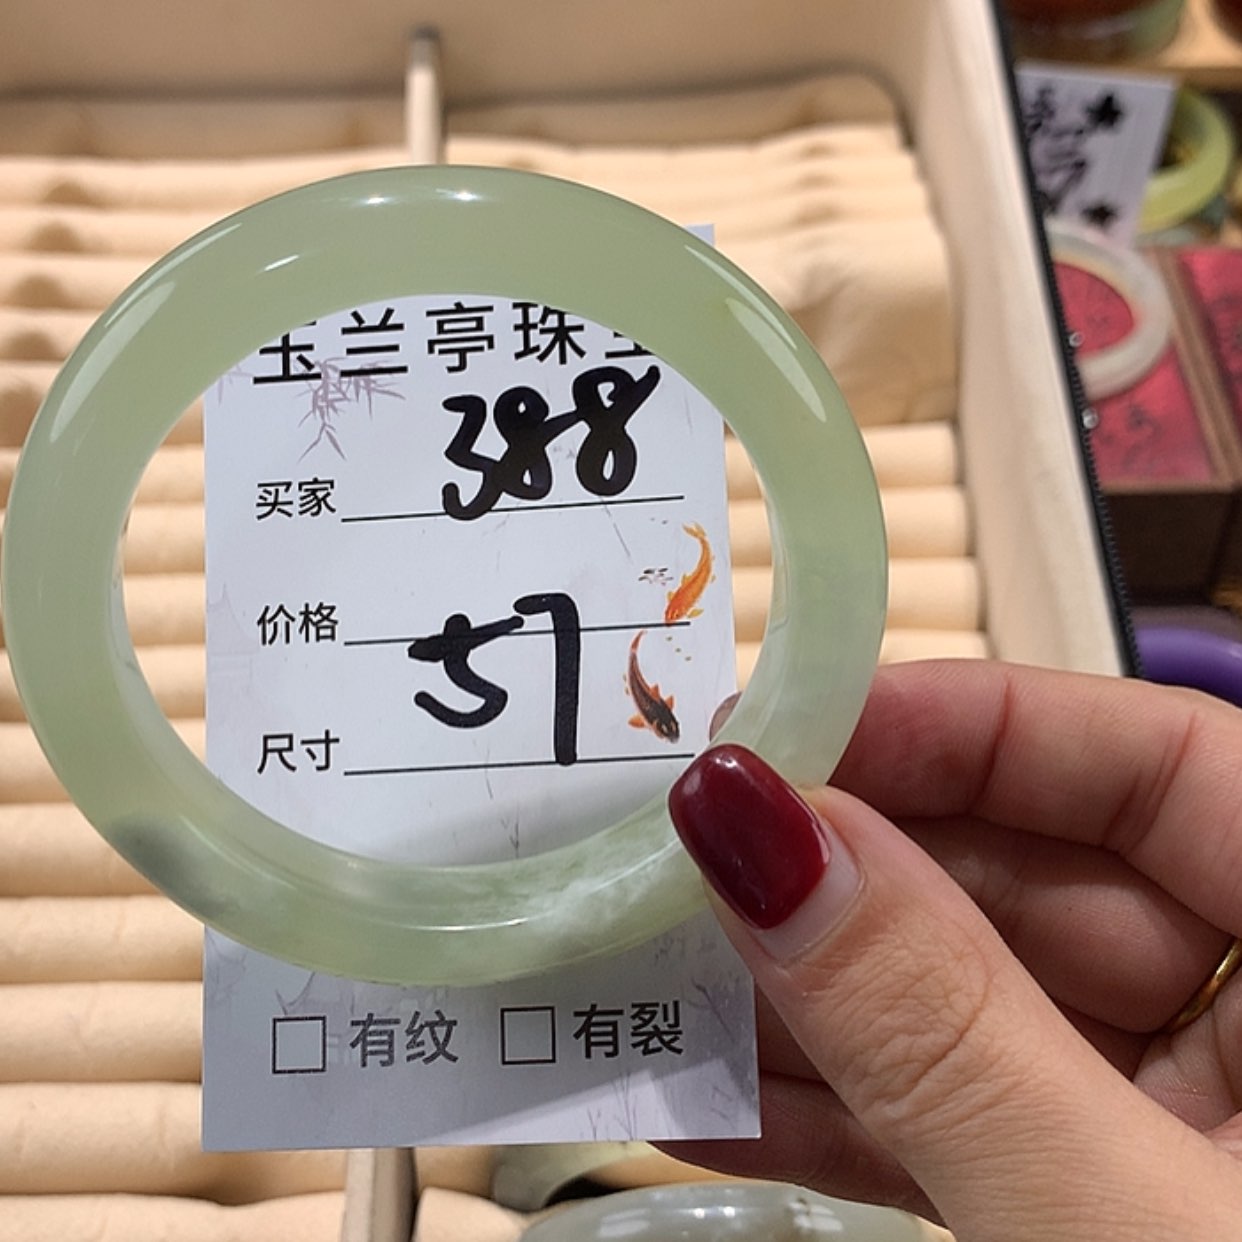 玉兰亭珠宝
买家 388
价格
57
尺寸
有纹 有裂